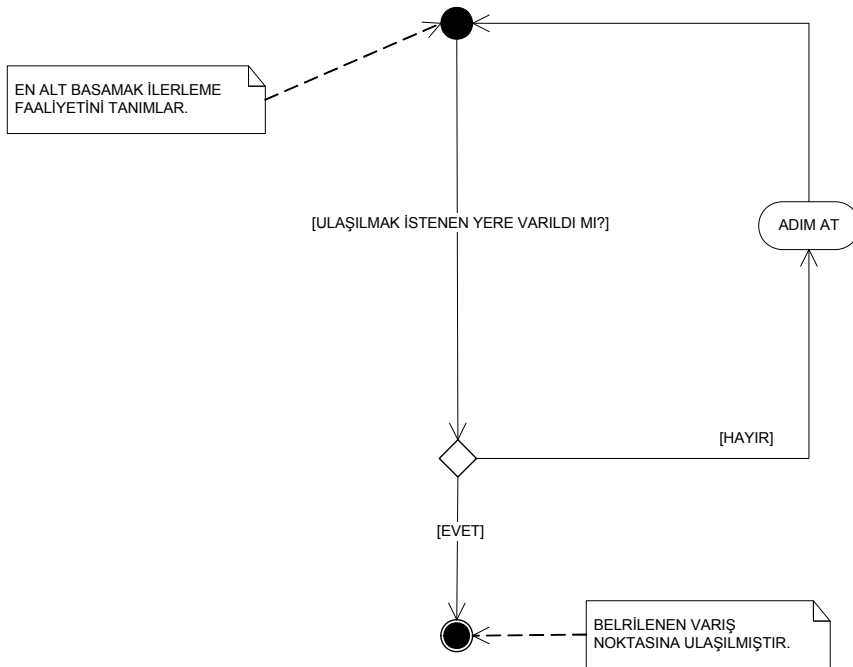 EN ALT BASAMAK İLERLEME
FAALİYETİNİ TANIMLAR.
[ULAŞILMAK İSTENEN YERE VARILDI MI?]
ADIM AT
[HAYIR]
[EVET]
BELRİLENEN VARIŞ
NOKTASINA ULAŞILMIŞTIR.